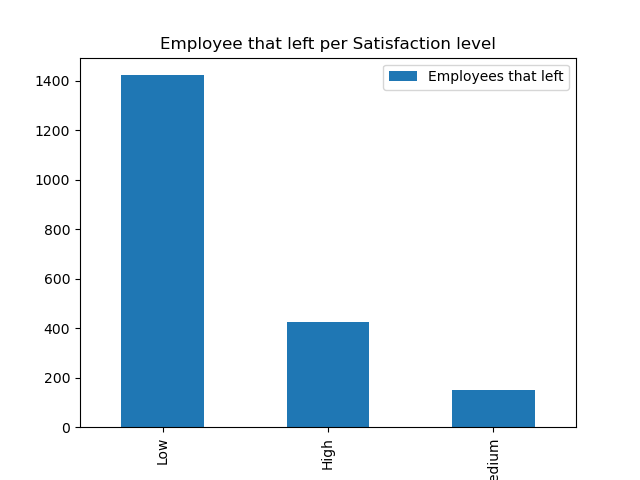 Employee that left per Satisfaction level
Employees that left
1400
1200
1000
800
600
400
200
0
Low
High
edium